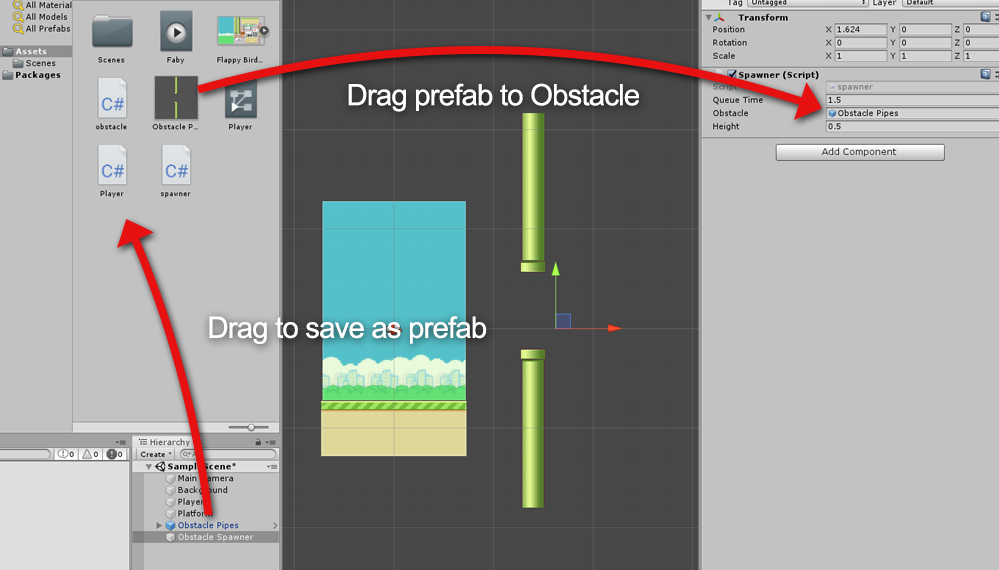 All Material
All Models
All Prefabs
Assets
Scenes
Packages
Scenes
Faby
Flappy Bird...
C#
obstacle
Obstacle P...
Player
C#
Player
C#
spawner
Drag prefab to Obstacle
Drag to save as prefab
0
0
0
Hierarchy
Create
SampleScene*
Main Camera
Background
Player
Platform
Obstacle Pipes
Obstacle Spawner
Tag
Untagged
Layer
Default
Transform
Position X 1.624 Y 0 Z 0
Rotation X 0 Y 0 Z 0
Scale X 1 Y 1 Z 1
Spawner (Script)
Script spawner
Queue Time 1.5
Obstacle Obstacle Pipes
Height 0.5
Add Component